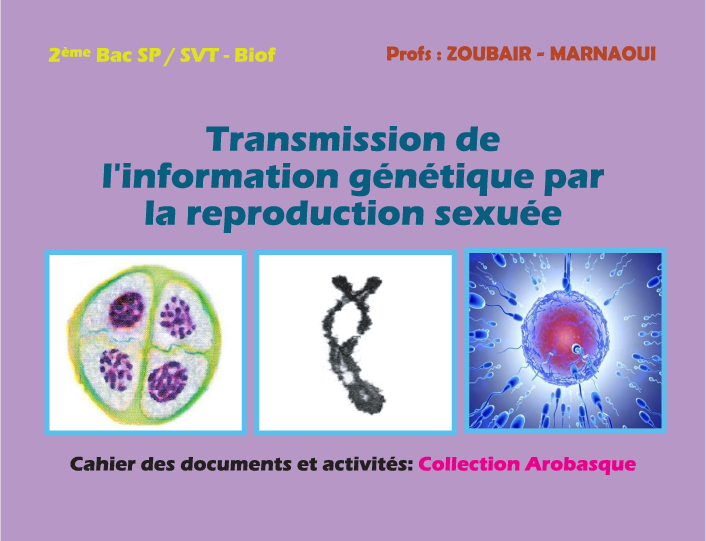 2ème Bac SP / SVT - Biof
Profs : ZOUBAIR - MARNAOUI
Transmission de
l'information génétique par
la reproduction sexuée
Cahier des documents et activités: Collection Arobasque